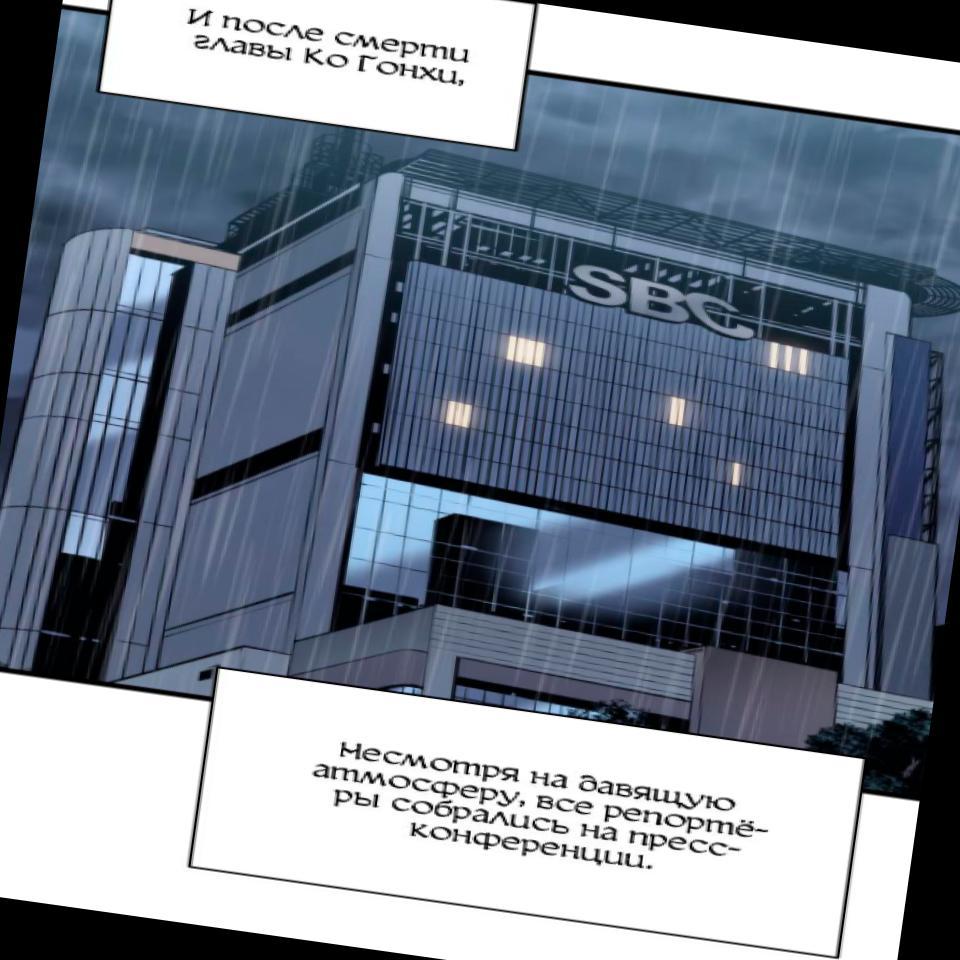 И после смерти
главы Ко Гонхи,
SBC
Несмотря на давящую
атмосферу, все репортё-
ры собрались на пресс-
конференции.